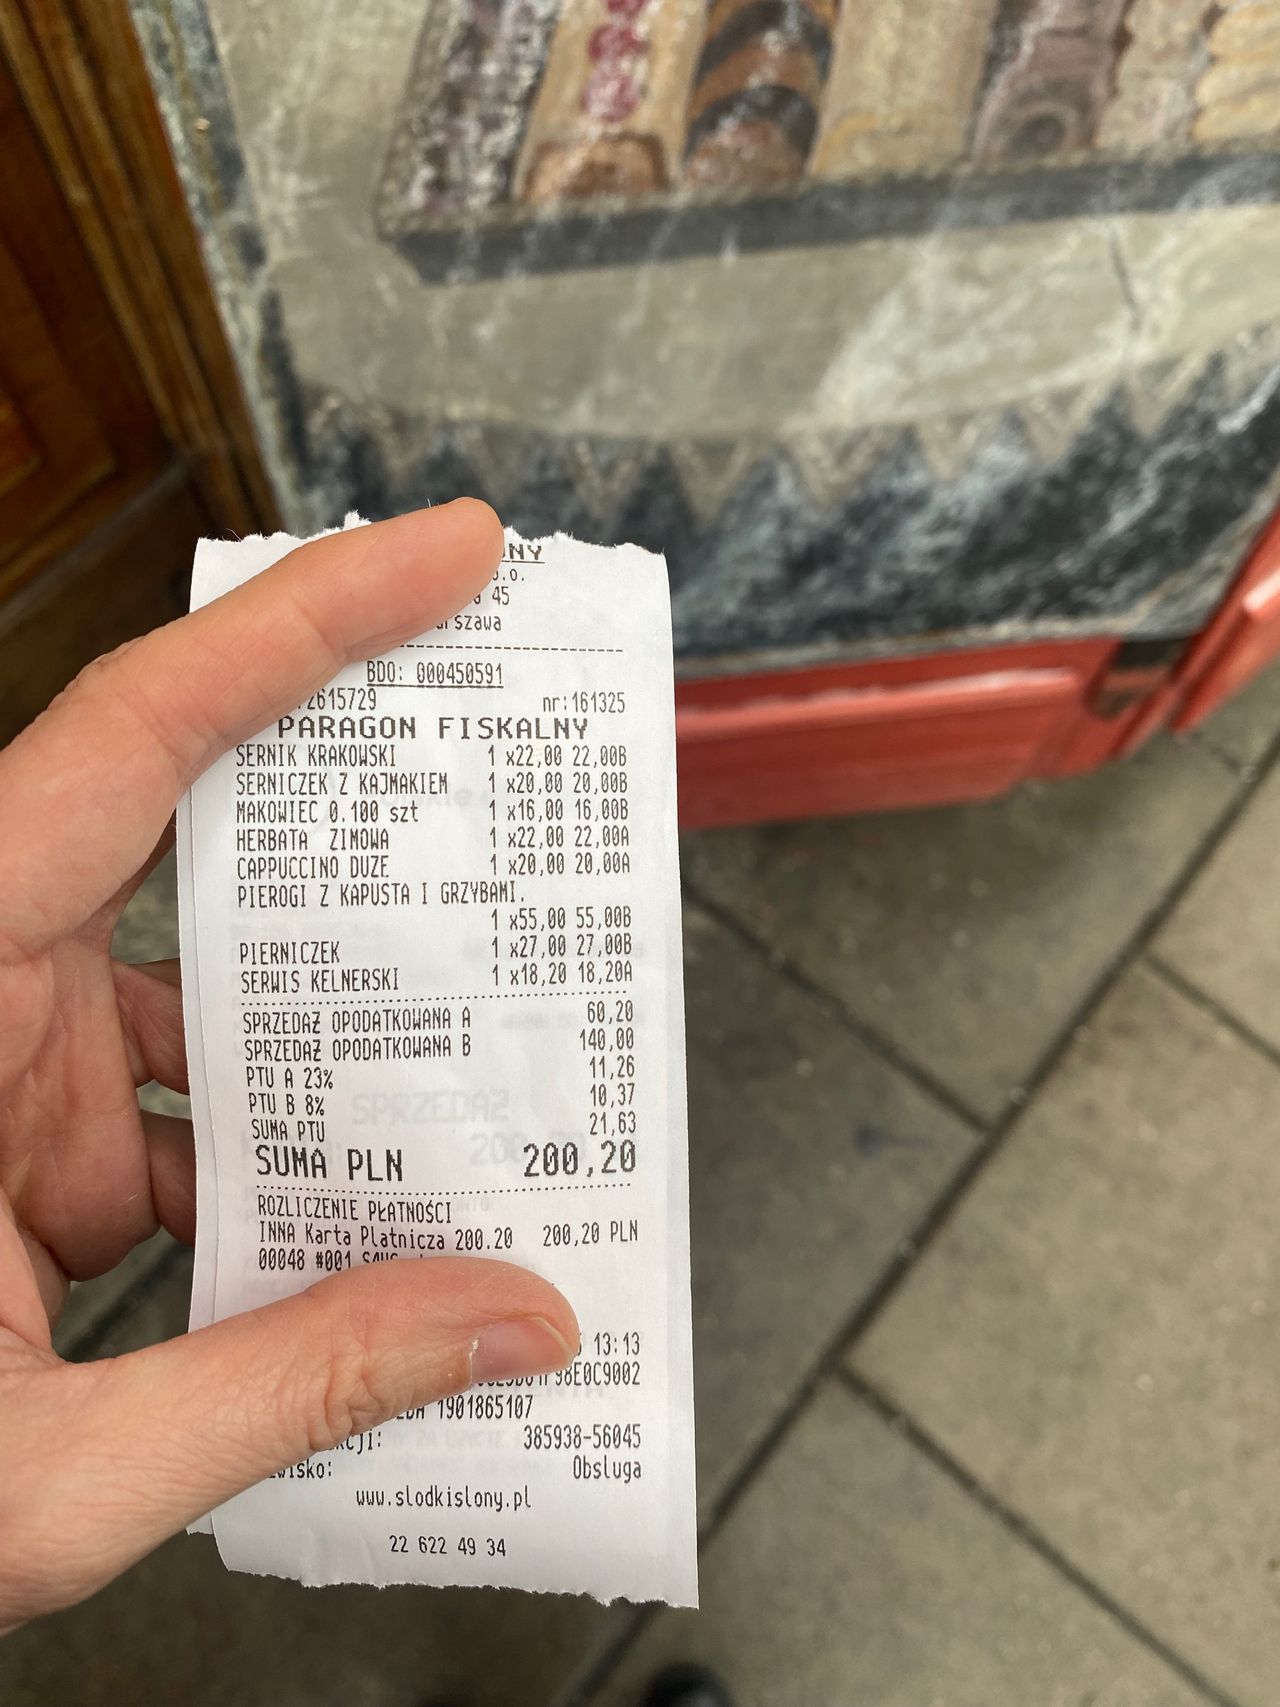 45
BDO: 000450591
nr:161325
PARAGON FISKALNY
SERNIK KRAKOWSKI 1 x22,00 22,00B
SERNICZEK Z KAJMAKIEM 1 x20,00 20,00B
MAKOWIEC 0.100 szt 1 x16,00 16,00B
HERBATA ZIMOWA 1 x22,00 22,00A
CAPPUCCINO DUZE 1 x20,00 20,00A
PIEROGI Z KAPUSTA I GRZYBAMI.
1 x55,00 55,00B
PIERNICZEK 1 x27,00 27,00B
SERWIS KELNERSKI 1 x18,20 18,20A
SPRZEDAŻ OPODATKOWANA A 60,20
SPRZEDAŻ OPODATKOWANA B 140,00
PTU A 23% 11,26
PTU B 8% 10,37
SUMA PTU 21,63
SUMA PLN 200,20
ROZLICZENIE PŁATNOŚCI
INNA Karta Platnicza 200.20 200,20 PLN
00048 #001
13:13
1901865107
385938-56045
Obsluga
www.slodkislony.pl
22 622 49 34